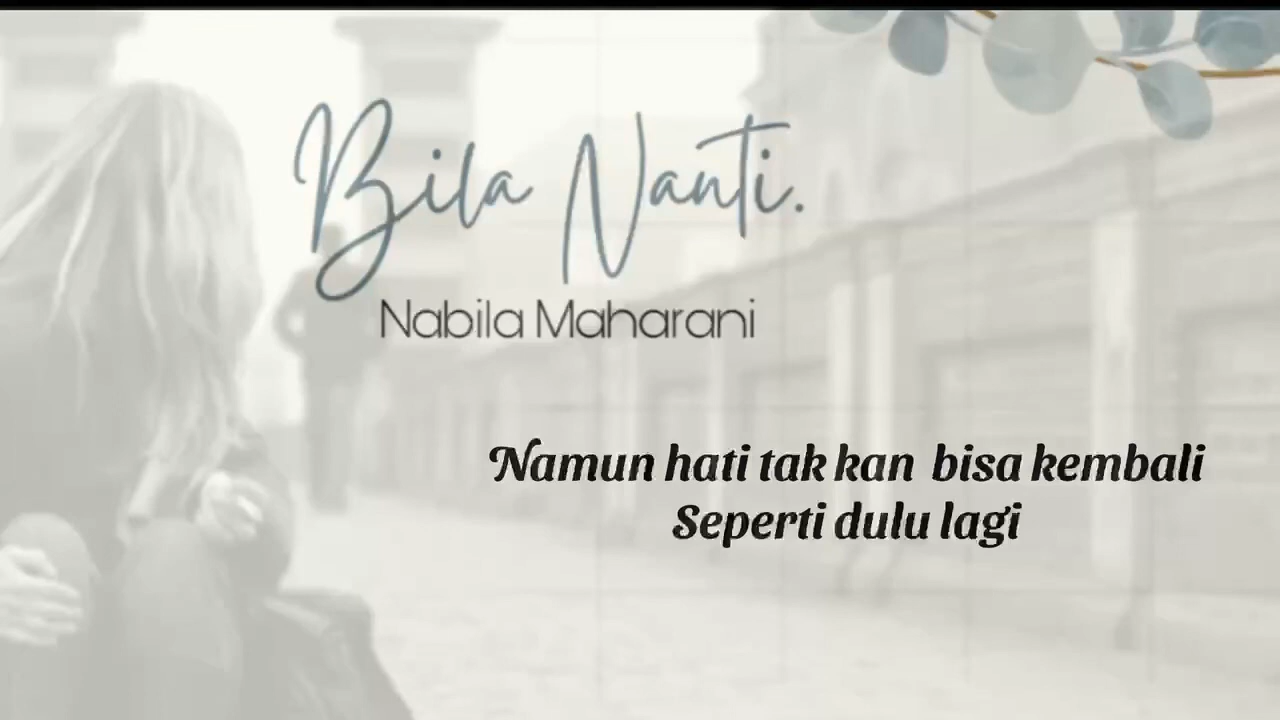 Bila Nanti.
Nabila Maharani
Namun hati tak kan bisa kembali
Seperti dulu lagi